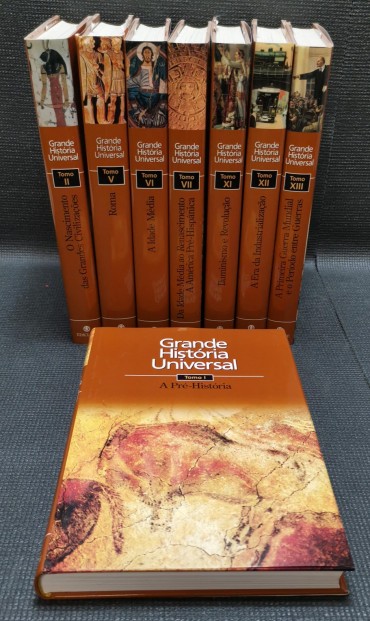 Grande
História
Universal
Tomo
II
O Nascimento
das Grandes Civilizações
Grande
História
Universal
Tomo
V
Roma
Grande
História
Universal
Tomo
VI
A Idade Média
Grande
História
Universal
Tomo
VII
Da Idade Média ao Renascimento
A América Pré-Hispânica
Grande
História
Universal
Tomo
XI
Iluminismo e Revolução
Grande
História
Universal
Tomo
XII
A Era da Industrialização
Grande
História
Universal
Tomo
XIII
A Primeira Guerra Mundial
e o Período entre Guerras
Grande
História
Universal
Tomo I
A Pré-História